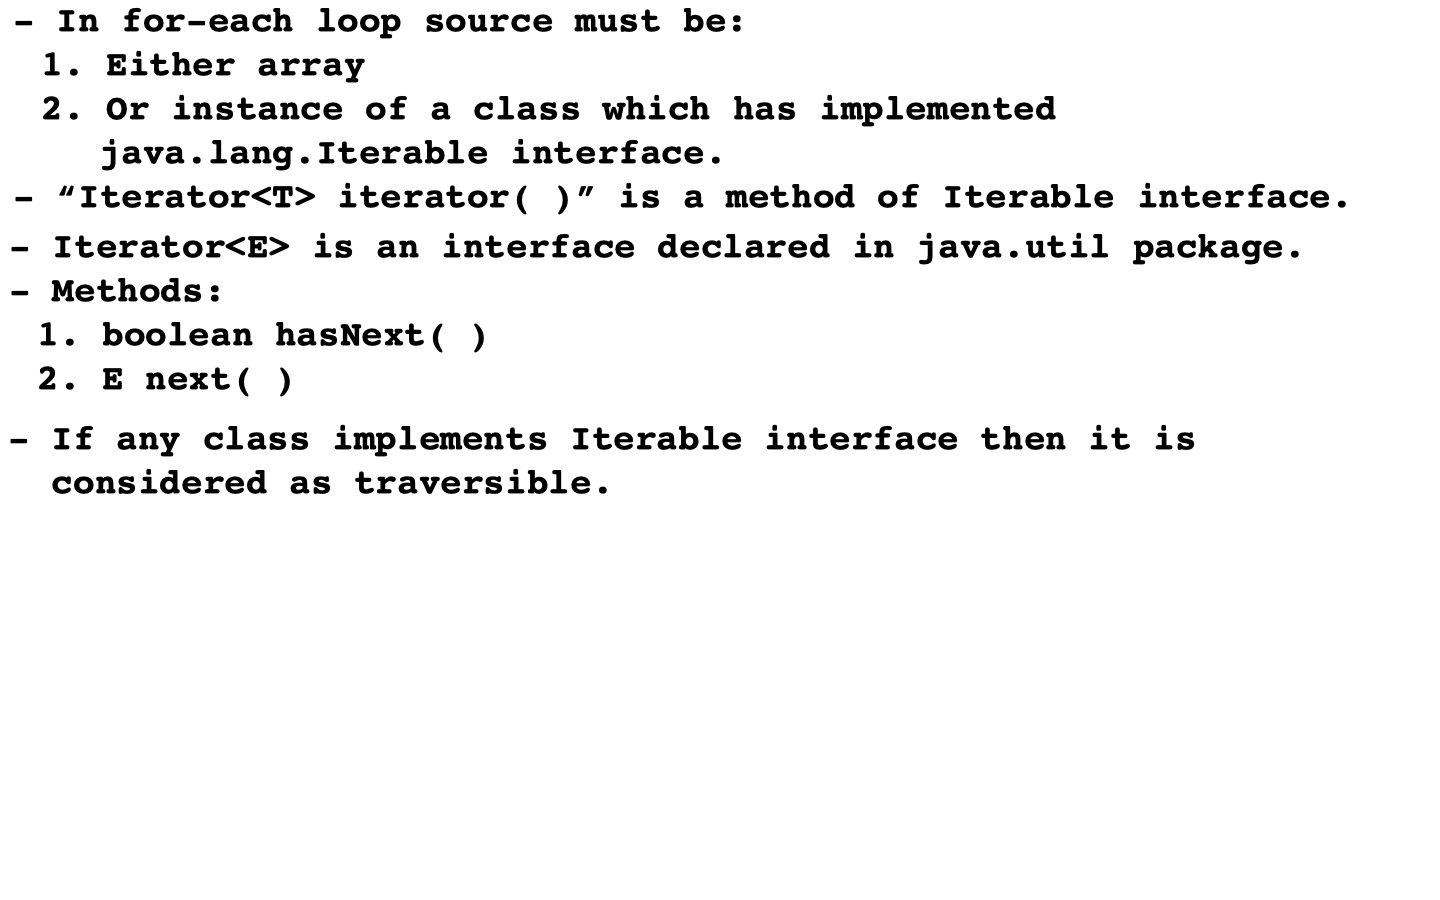 - In for-each loop source must be:
1. Either array
2. Or instance of a class which has implemented
java.lang.Iterable interface.
- “Iterator<T> iterator( )” is a method of Iterable interface.
- Iterator<E> is an interface declared in java.util package.
- Methods:
1. boolean hasNext( )
2. E next( )
- If any class implements Iterable interface then it is
considered as traversible.